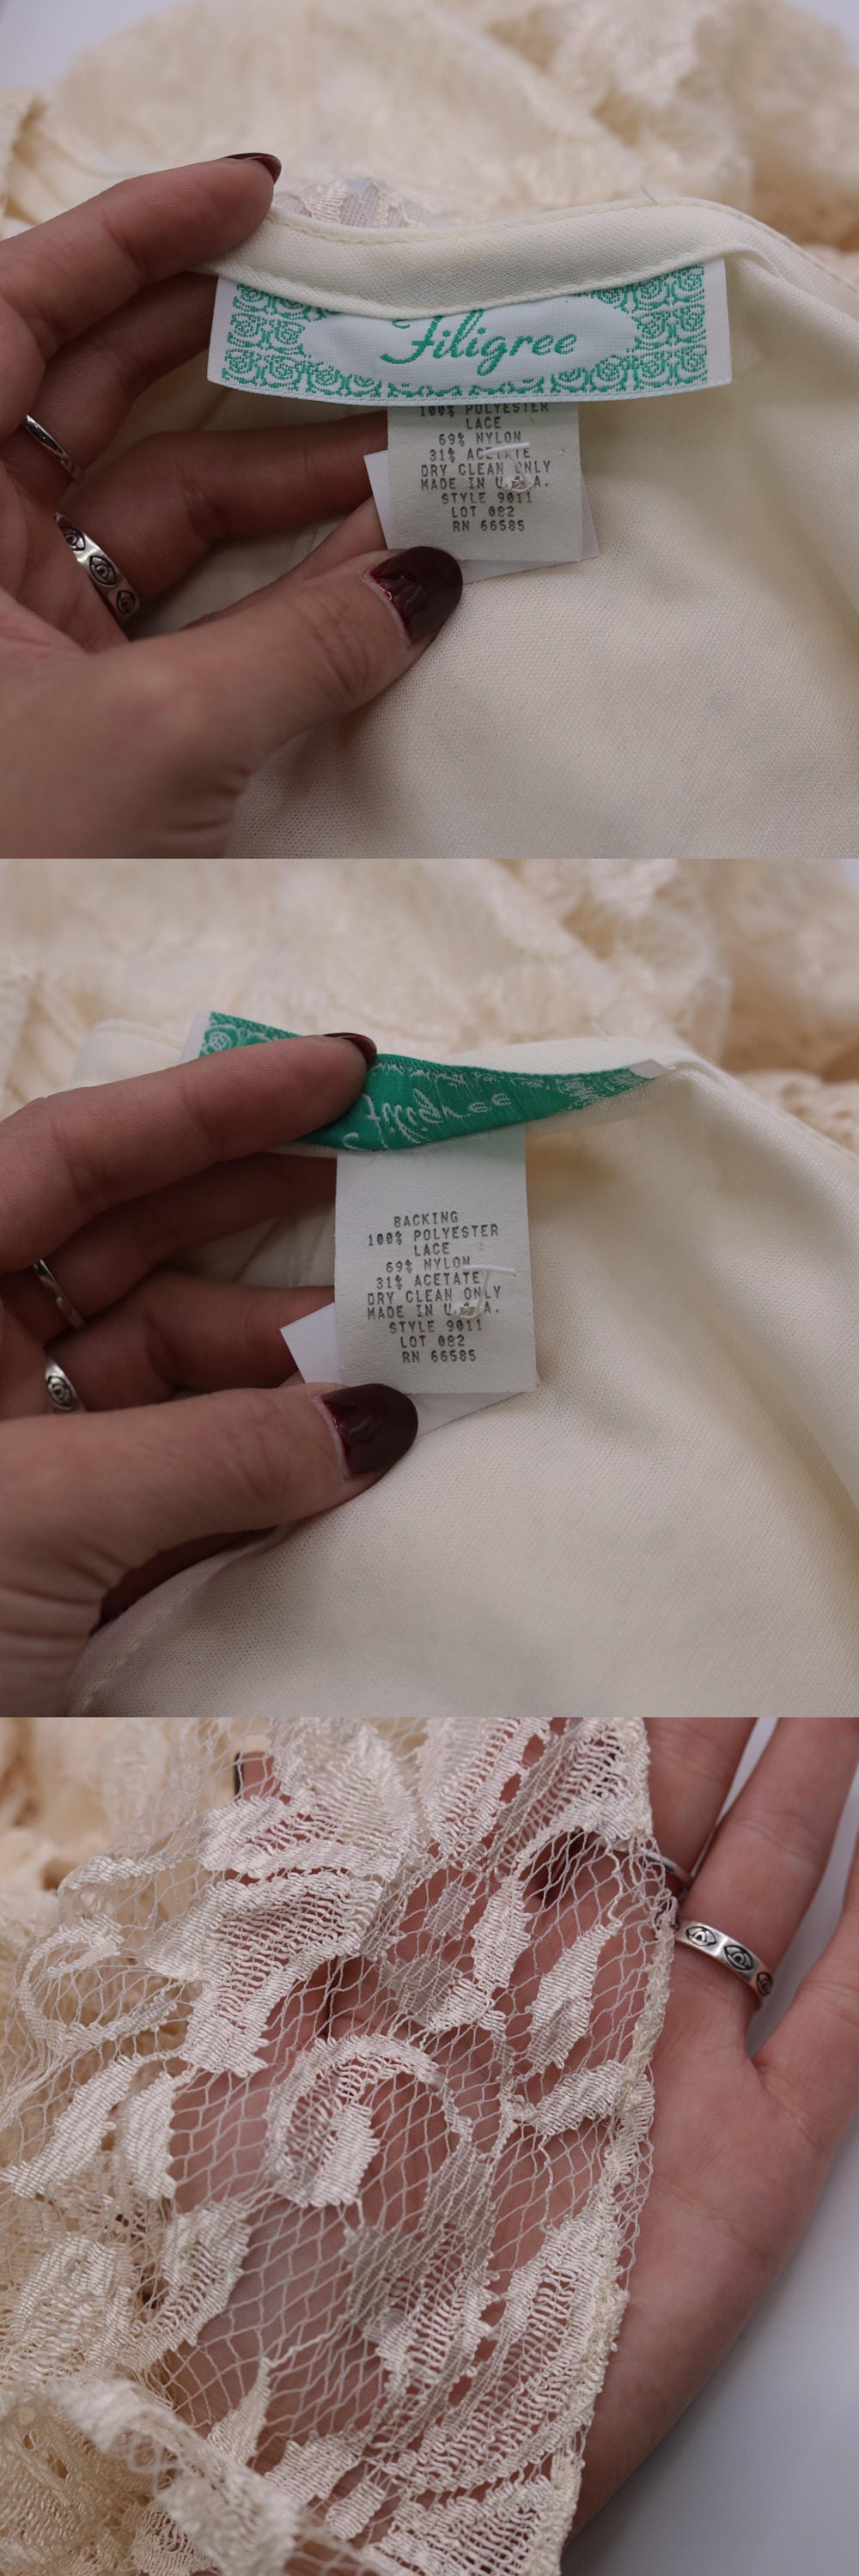 Filigree
100% POLYESTER
LACE
69% NYLON
31% ACETATE
DRY CLEAN ONLY
MADE IN U.S.A.
STYLE 9011
LOT 082
RN 66585
Filigree
BACKING
100% POLYESTER
LACE
69% NYLON
31% ACETATE
DRY CLEAN ONLY
MADE IN U.S.A.
STYLE 9011
LOT 082
RN 66585